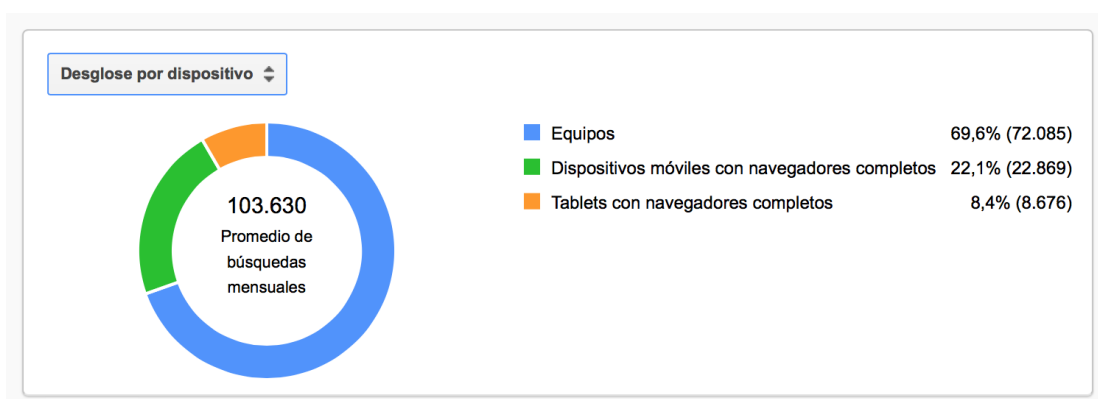 Desglose por dispositivo
103.630
Promedio de
búsquedas
mensuales
Equipos 69,6% (72.085)
Dispositivos móviles con navegadores completos 22,1% (22.869)
Tablets con navegadores completos 8,4% (8.676)